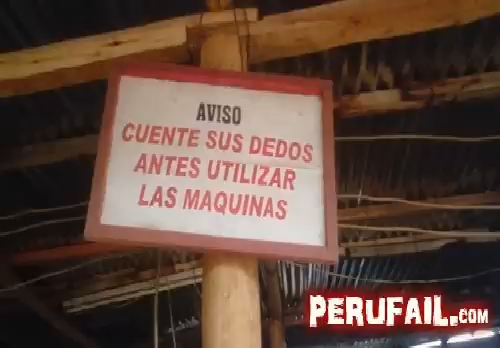 AVISO
CUENTE SUS DEDOS
ANTES UTILIZAR
LAS MAQUINAS
PERUFAIL.COM